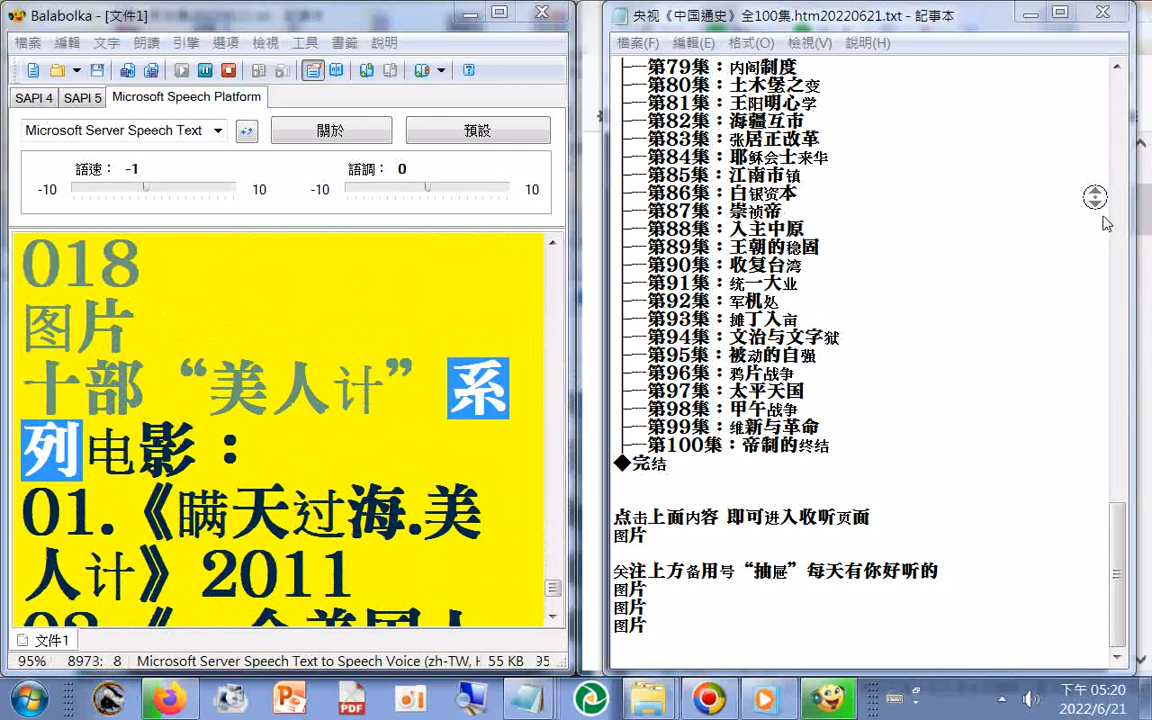 Balabolka - [文件1]
檔案 編輯 文字 朗讀 引擎 選項 檢視 工具 書籤 說明
SAPI 4 SAPI 5 Microsoft Speech Platform
Microsoft Server Speech Text 關於 預設
語速： -1 語調： 0
-10 10 -10 10
018
图片
十部“美人计” 系
列电影：
01.《瞒天过海.美
人计》2011
文件1
95% 8973: 8 Microsoft Server Speech Text to Speech Voice (zh-TW, H 55 KB 95
央视《中国通史》全100集.htm20220621.txt - 記事本
檔案(F) 編輯(E) 格式(O) 檢視(V) 說明(H)
├─第79集：内阁制度
├─第80集：土木堡之变
├─第81集：王阳明心学
├─第82集：海疆互市
├─第83集：张居正改革
├─第84集：耶稣会士来华
├─第85集：江南市镇
├─第86集：白银资本
├─第87集：崇祯帝
├─第88集：入主中原
├─第89集：王朝的稳固
├─第90集：收复台湾
├─第91集：统一大业
├─第92集：军机处
├─第93集：摊丁入亩
├─第94集：文治与文字狱
├─第95集：被动的自强
├─第96集：鸦片战争
├─第97集：太平天国
├─第98集：甲午战争
├─第99集：维新与革命
├─第100集：帝制的终结
◆完结
点击上面内容 即可进入收听页面
图片
关注上方备用号“抽屉”每天有你好听的
图片
图片
图片
PDF
下午 05:20
2022/6/21